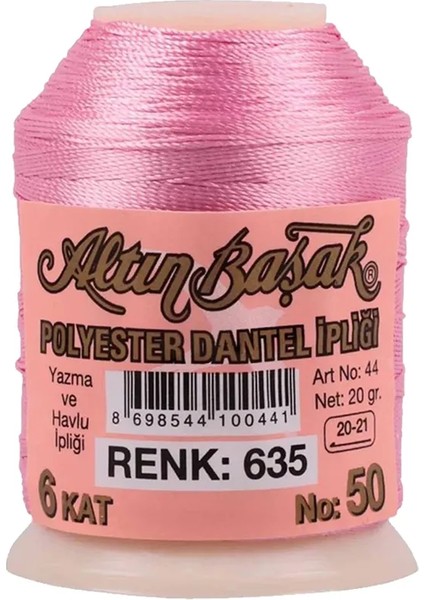 Altın Başak®
POLYESTER DANTEL İPLİĞİ
Yazma
ve
Havlu
İpliği
8 698544 100441
Art No: 44
Net: 20 gr.
20-21
RENK: 635
6 KAT
No: 50